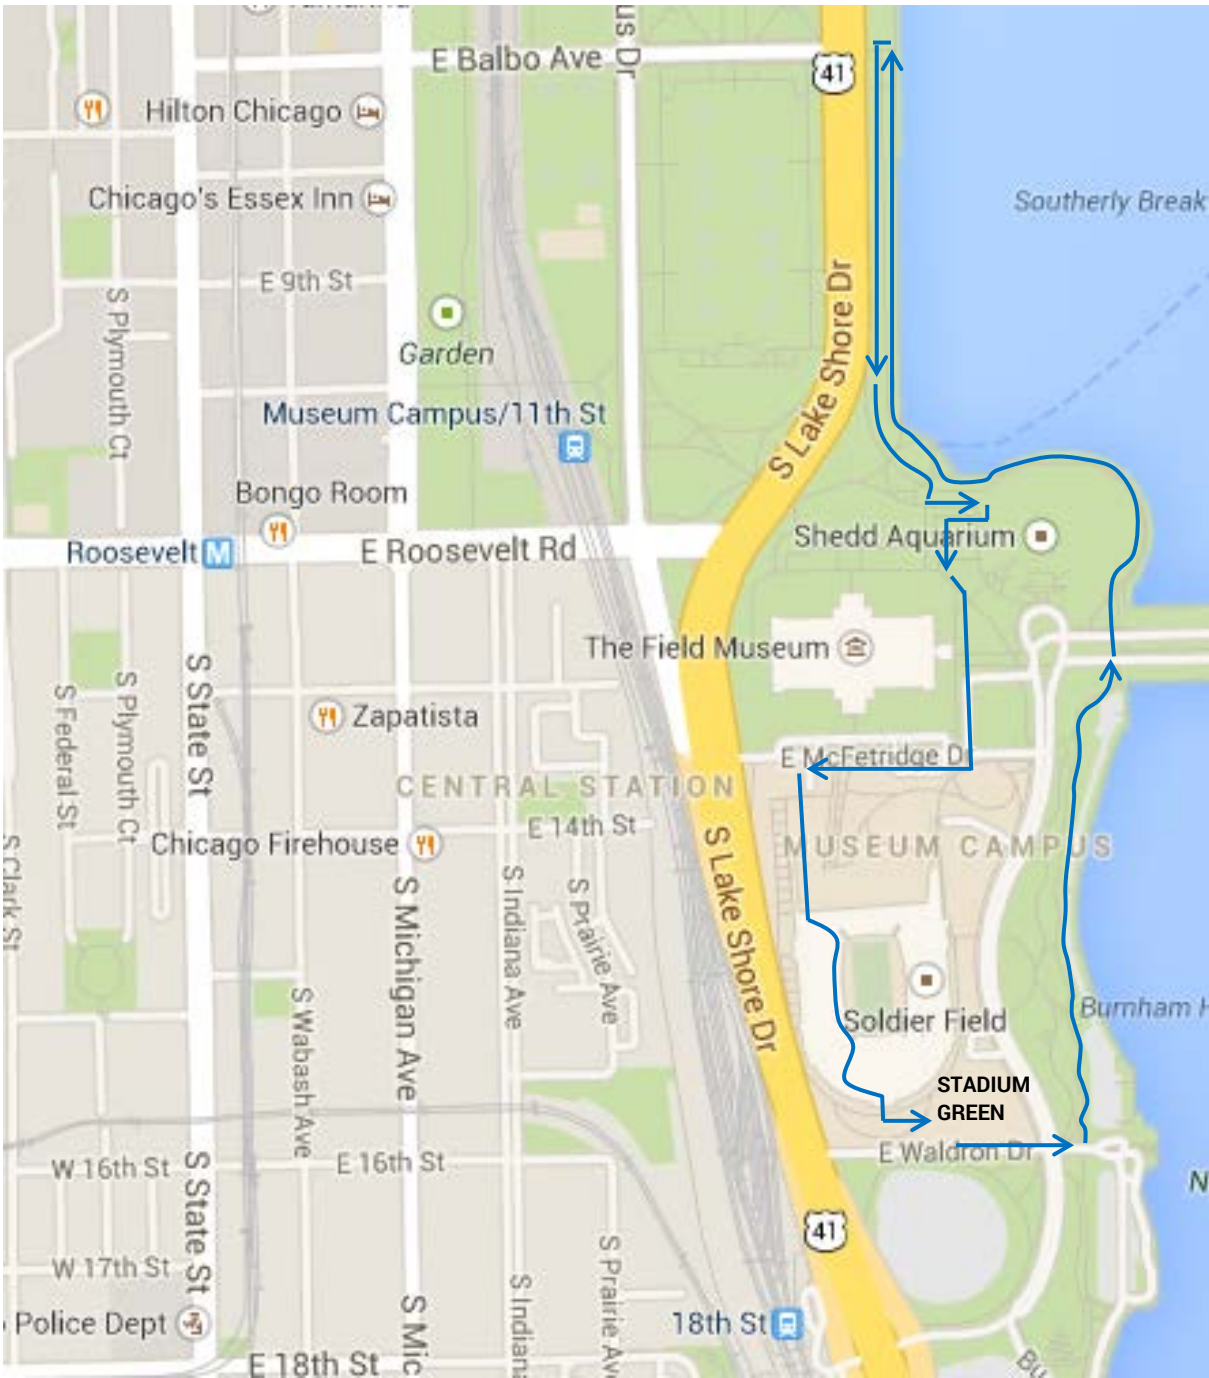 E Balbo Ave
us Dr
41
Hilton Chicago
Southerly Break
Chicago's Essex Inn
E 9th St
S Plymouth Ct
S Lake Shore Dr
Garden
Museum Campus/11th St
Bongo Room
Shedd Aquarium
Roosevelt M
E Roosevelt Rd
The Field Museum
S State St
S Federal St
S Plymouth Ct
Zapatista
E McFetridge Dr
CENTRAL STATION
E 14th St
Chicago Firehouse
MUSEUM CAMPUS
S Clark St
S Michigan Ave
S Indiana Ave
S Prairie Ave
S Lake Shore Dr
S Wabash Ave
Soldier Field
Burnham H
STADIUM
GREEN
E Waldron Dr
W 16th St
S State St
E 16th St
N
41
W 17th St
S Prairie Ave
S Indiana
S Mic
Police Dept
18th St
E 18th St
Bu